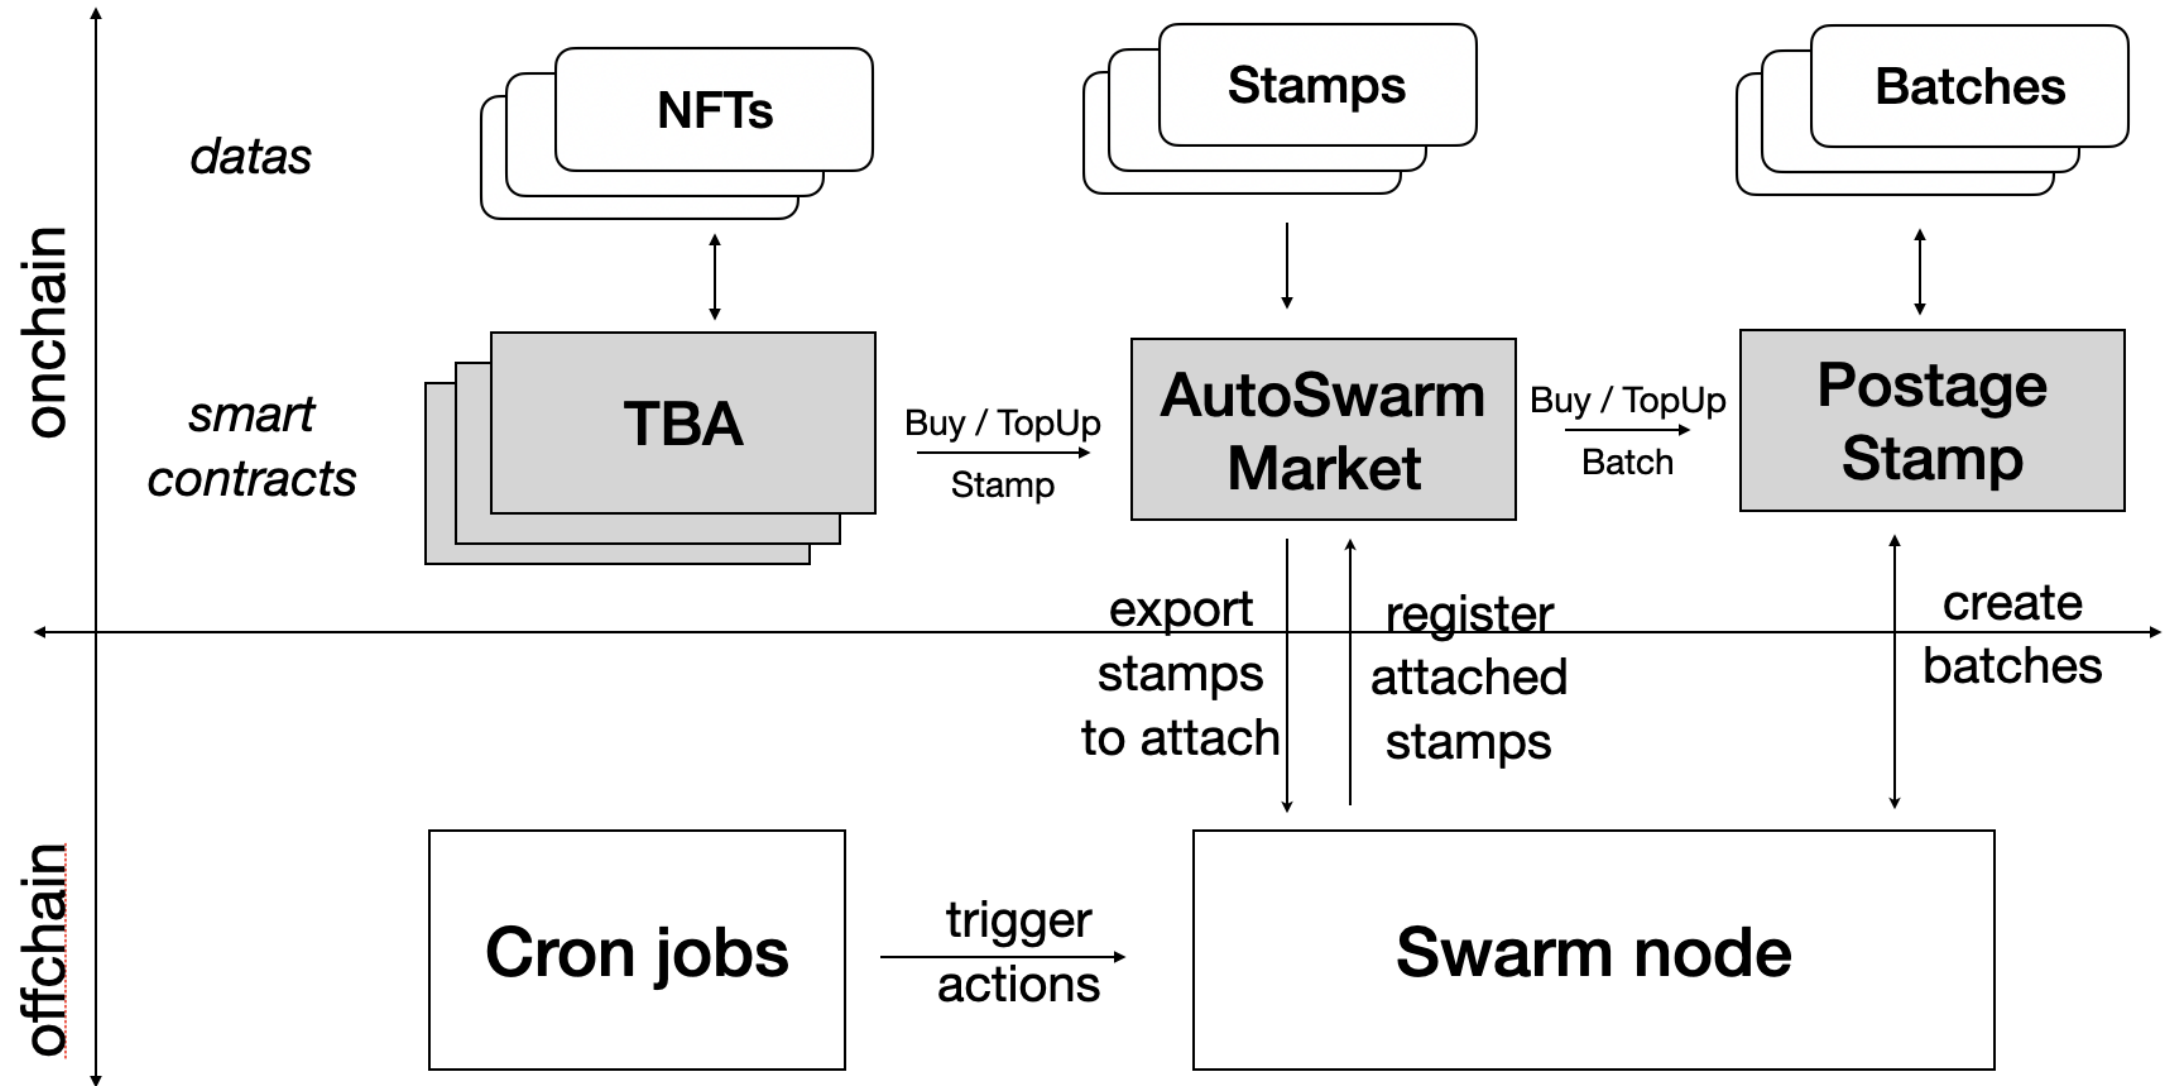 NFTs
Stamps
Batches
datas
onchain
smart
contracts
TBA
Buy / TopUp
Stamp
AutoSwarm
Market
Buy / TopUp
Batch
Postage
Stamp
export
stamps
to attach
register
attached
stamps
create
batches
offchain
Cron jobs
trigger
actions
Swarm node